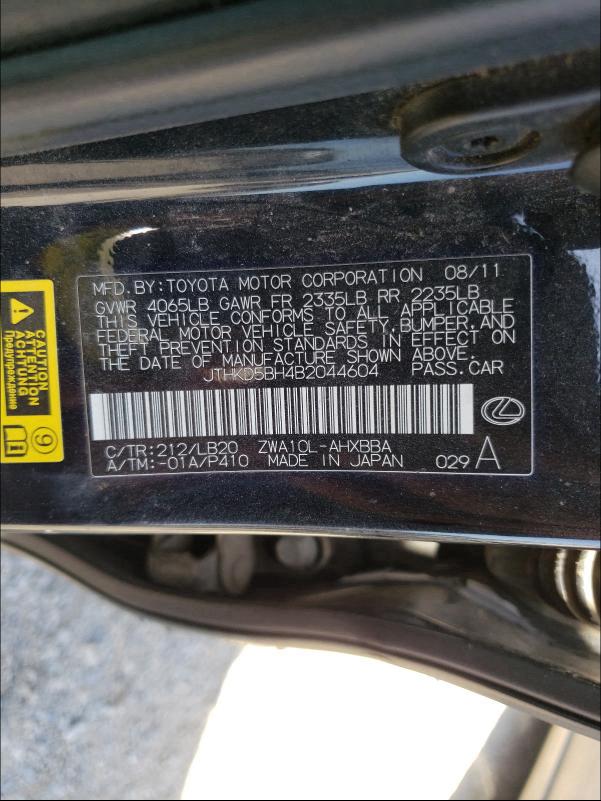 MFD. BY: TOYOTA MOTOR CORPORATION 08/11
GVWR 4065LB GAWR FR 2335LB RR 2235LB
THIS VEHICLE CONFORMS TO ALL APPLICABLE
FEDERAL MOTOR VEHICLE SAFETY, BUMPER, AND
THEFT PREVENTION STANDARDS IN EFFECT ON
THE DATE OF MANUFACTURE SHOWN ABOVE.
JTHKD5BH4B2044604 PASS. CAR
C/TR: 212/LB20 ZWA10L-AHXBBA
A/TM: -01A/P410 MADE IN JAPAN 029 A
CAUTION
ATTENTION
ACHTUNG
Предупреждение
9